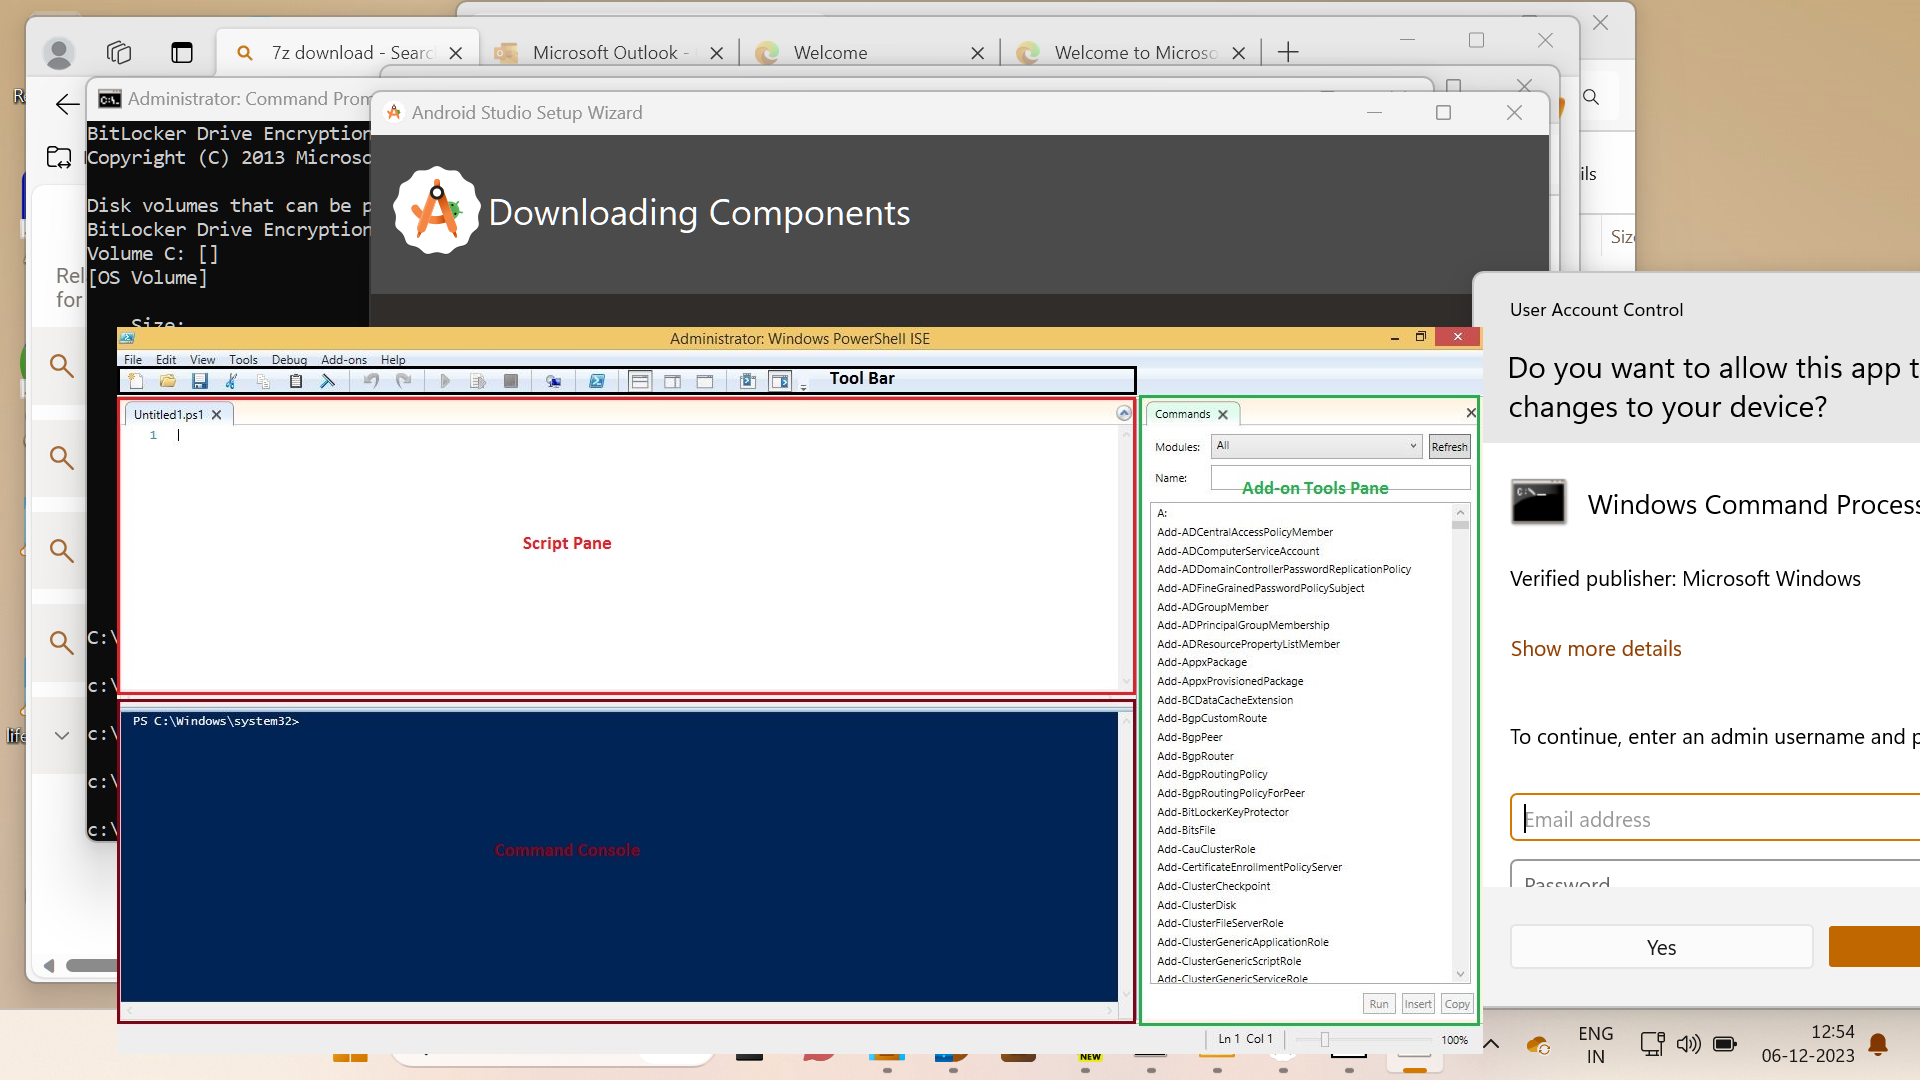 7z download - Searc
Microsoft Outlook -
Welcome
Welcome to Microso
Administrator: Command Prom
Android Studio Setup Wizard
BitLocker Drive Encryption
Copyright (C) 2013 Microso
Disk volumes that can be p
BitLocker Drive Encryption
Volume C: []
[OS Volume]
Size:
Downloading Components
ils
Size
Rel
for
C:\
c:\
c:\
c:\
c:\
life
Administrator: Windows PowerShell ISE
File Edit View Tools Debug Add-ons Help
Tool Bar
Untitled1.ps1
1
Script Pane
PS C:\Windows\system32>
Command Console
Commands
Modules: All Refresh
Name:
Add-on Tools Pane
A:
Add-ADCentralAccessPolicyMember
Add-ADComputerServiceAccount
Add-ADDomainControllerPasswordReplicationPolicy
Add-ADFineGrainedPasswordPolicySubject
Add-ADGroupMember
Add-ADPrincipalGroupMembership
Add-ADResourcePropertyListMember
Add-AppxPackage
Add-AppxProvisionedPackage
Add-BCDataCacheExtension
Add-BgpCustomRoute
Add-BgpPeer
Add-BgpRouter
Add-BgpRoutingPolicy
Add-BgpRoutingPolicyForPeer
Add-BitLockerKeyProtector
Add-BitsFile
Add-CauClusterRole
Add-CertificateEnrollmentPolicyServer
Add-ClusterCheckpoint
Add-ClusterDisk
Add-ClusterFileServerRole
Add-ClusterGenericApplicationRole
Add-ClusterGenericScriptRole
Add-ClusterGenericServiceRole
Run Insert Copy
Ln 1 Col 1
100%
User Account Control
Do you want to allow this app t
changes to your device?
Windows Command Process
Verified publisher: Microsoft Windows
Show more details
To continue, enter an admin username and p
Email address
Password
Yes
NEW
ENG
IN
12:54
06-12-2023